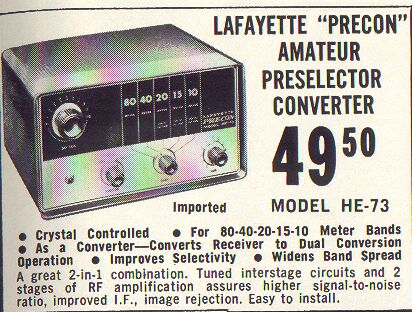 LAFAYETTE "PRECON"
AMATEUR
PRESELECTOR
CONVERTER
49 50
80 40 20 15 10
LAFAYETTE
PRECON
Imported
MODEL HE-73
• Crystal Controlled • For 80-40-20-15-10 Meter Bands
• As a Converter—Converts Receiver to Dual Conversion
Operation • Improves Selectivity • Widens Band Spread
A great 2-in-1 combination. Tuned interstage circuits and 2
stages of RF amplification assures higher signal-to-noise
ratio, improved I.F., image rejection. Easy to install.